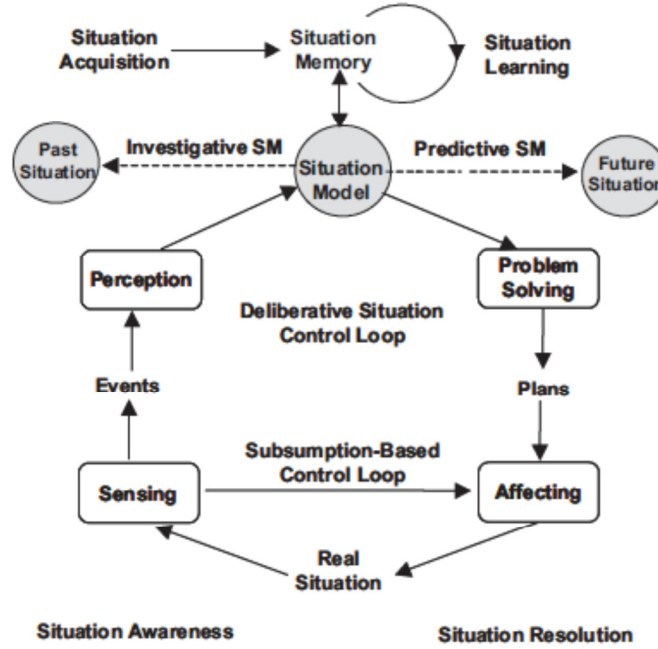 Situation
Acquisition
Situation
Memory
Situation
Learning
Past
Situation
Investigative SM
Situation
Model
Predictive SM
Future
Situation
Perception
Problem
Solving
Deliberative Situation
Control Loop
Events
Plans
Subsumption-Based
Control Loop
Sensing
Affecting
Real
Situation
Situation Awareness
Situation Resolution